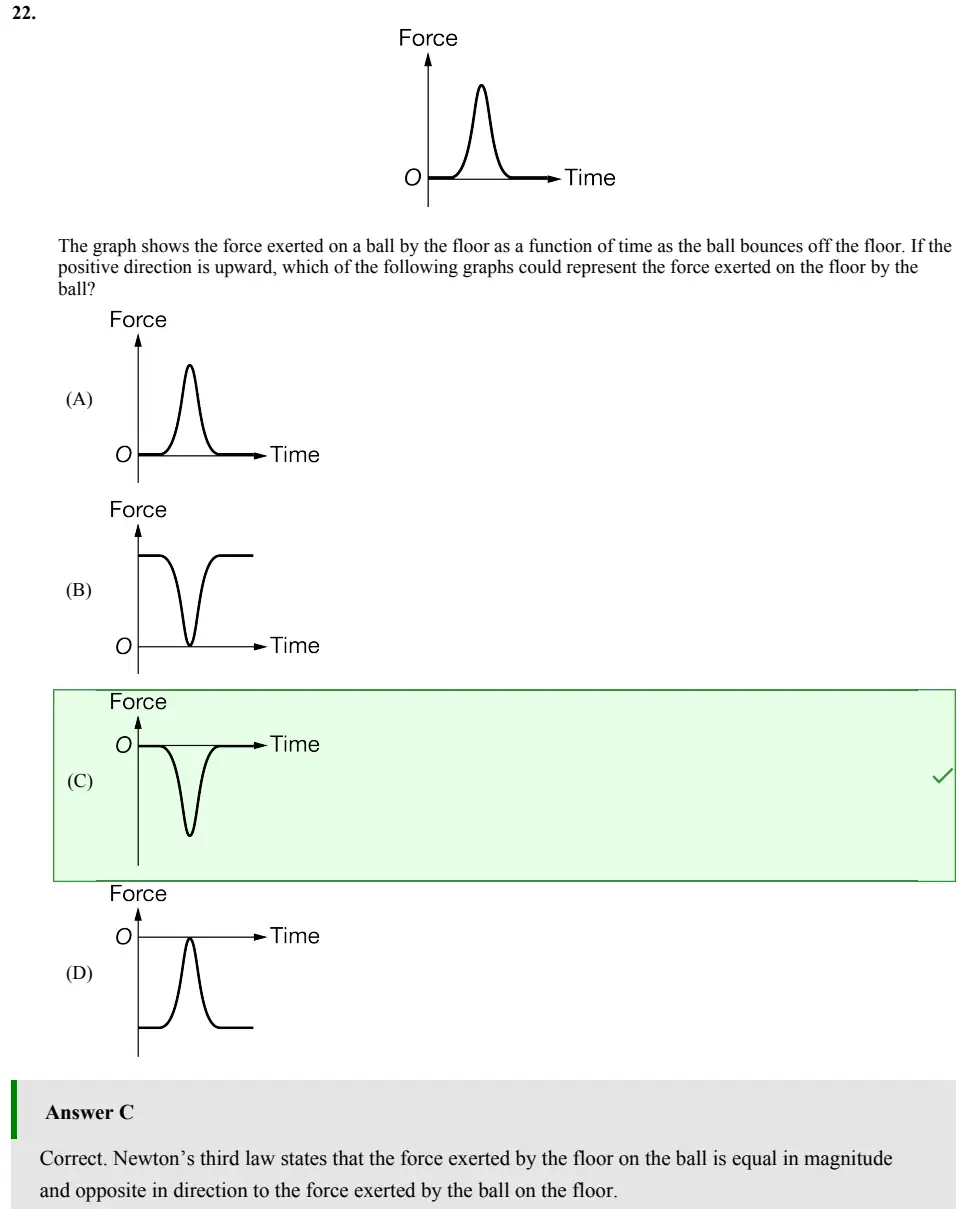 22.
Force
O
Time
The graph shows the force exerted on a ball by the floor as a function of time as the ball bounces off the floor. If the
positive direction is upward, which of the following graphs could represent the force exerted on the floor by the
ball?
Force
(A)
O
Time
Force
(B)
O
Time
Force
O
Time
(C)
Force
O
Time
(D)
Answer C
Correct. Newton’s third law states that the force exerted by the floor on the ball is equal in magnitude
and opposite in direction to the force exerted by the ball on the floor.